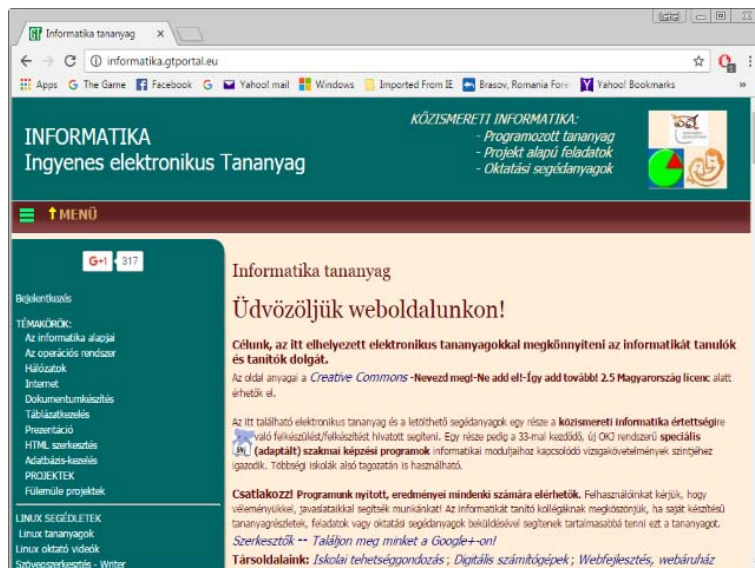 Informatika tananyag
informatika.gtportal.eu
Apps G The Game Facebook G Yahoo! mail Windows Imported From IE Brasov, Romania Fore Yahoo! Bookmarks »
INFORMATIKA
Ingyenes elektronikus Tananyag
KÖZISMERETI INFORMATIKA:
- Programozott tananyag
- Projekt alapú feladatok
- Oktatási segédanyagok
MENÜ
G+1 317
Bejelentkezés
TÉMAKÖRÖK:
Az informatika alapjai
Az operációs rendszer
Hálózatok
Internet
Dokumentumkészítés
Táblázatkezelés
Prezentáció
HTML szerkesztés
Adatbázis-kezelés
PROJEKTEK
Fülemüle projektek
LINUX SEGÉDLETEK
Linux tananyagok
Linux oktató videók
Szövegszerkesztés - Writer
Informatika tananyag
Üdvözöljük weboldalunkon!
Célunk, az itt elhelyezett elektronikus tananyagokkal megkönnyíteni az informatikát tanulók
és tanítók dolgát.
Az oldal anyagai a Creative Commons -Nevezd meg!-Ne add el!-Így add tovább! 2.5 Magyarország licenc alatt
érhetők el.
Az itt található elektronikus tananyag és a letölthető segédanyagok egy része a közismereti informatika értettségire
való felkészülést/felkészítést hivatott segíteni. Egy része pedig a 33-mal kezdődő, új OKJ rendszerű speciális
(adaptált) szakmai képzési programok informatikai moduljaihoz kapcsolódó vizsgakövetelmények szintjéhez
igazodik. Többségi iskolák alsó tagozatán is használható.
Csatlakozz! Programunk nyitott, eredményei mindenki számára elérhetők. Felhasználóinkat kérjük, hogy
véleményükkel, javaslataikkal segítsék munkánkat! Az informatikát tanító kollégáknak megköszönjük, ha saját készítésű
tananyagrészletek, feladatok vagy oktatási segédanyagok beküldésével segítenek tartalmasabbá tenni ezt a tananyagot.
Szerkesztők -- Találjon meg minket a Google+-on!
Társoldalaink: Iskolai tehetséggondozás ; Digitális számítógépek ; Webfejlesztés, webáruház